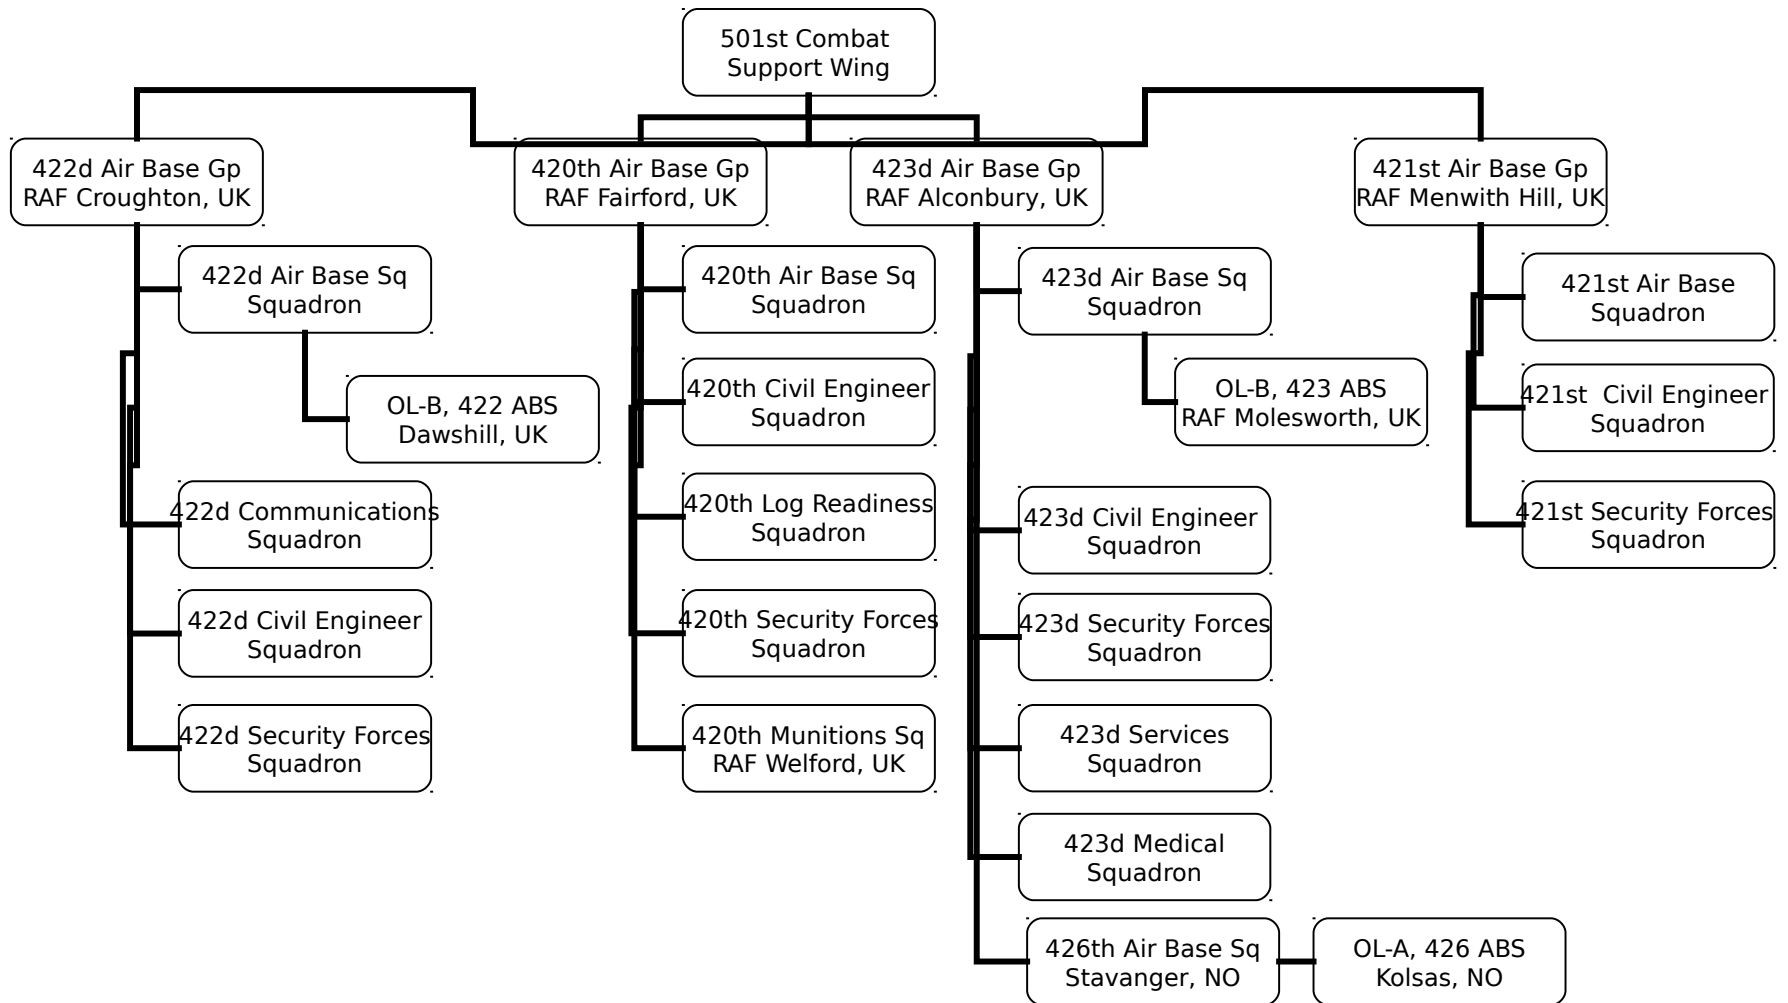 501st Combat
Support Wing
422d Air Base Gp
RAF Croughton, UK
420th Air Base Gp
RAF Fairford, UK
423d Air Base Gp
RAF Alconbury, UK
421st Air Base Gp
RAF Menwith Hill, UK
422d Air Base Sq
Squadron
OL-B, 422 ABS
Dawshill, UK
422d Communications
Squadron
422d Civil Engineer
Squadron
422d Security Forces
Squadron
420th Air Base Sq
Squadron
420th Civil Engineer
Squadron
420th Log Readiness
Squadron
420th Security Forces
Squadron
420th Munitions Sq
RAF Welford, UK
423d Air Base Sq
Squadron
OL-B, 423 ABS
RAF Molesworth, UK
423d Civil Engineer
Squadron
423d Security Forces
Squadron
423d Services
Squadron
423d Medical
Squadron
426th Air Base Sq
Stavanger, NO
OL-A, 426 ABS
Kolsas, NO
421st Air Base
Squadron
421st  Civil Engineer
Squadron
421st Security Forces
Squadron